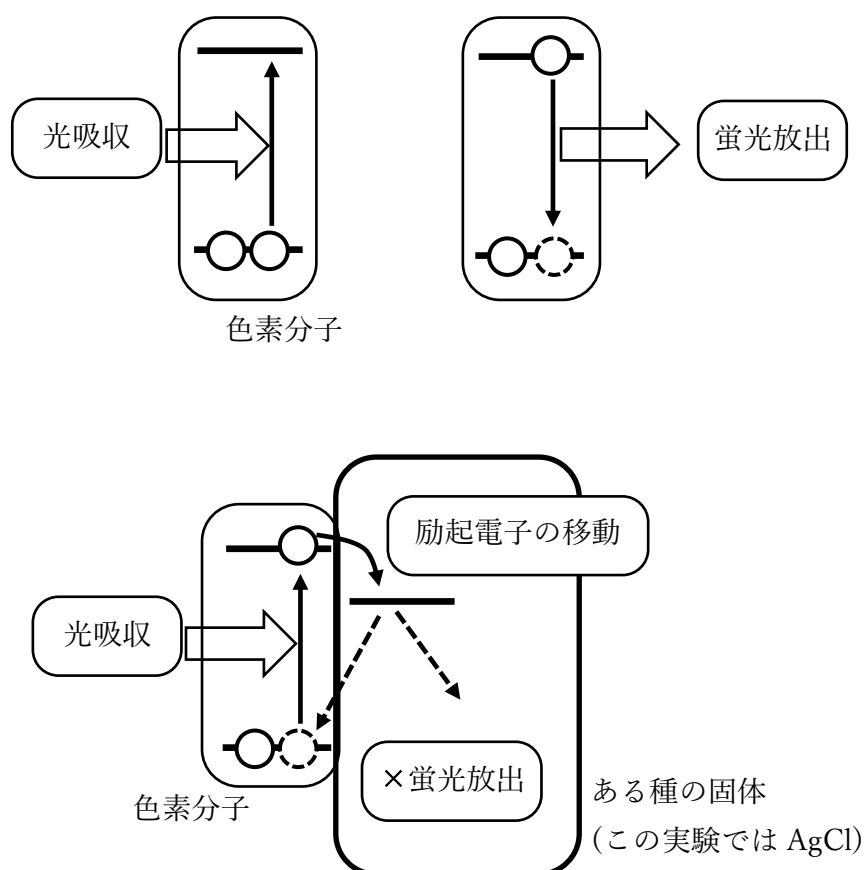 光吸収
蛍光放出
色素分子
励起電子の移動
光吸収
×蛍光放出
色素分子
ある種の固体
(この実験では AgCl)